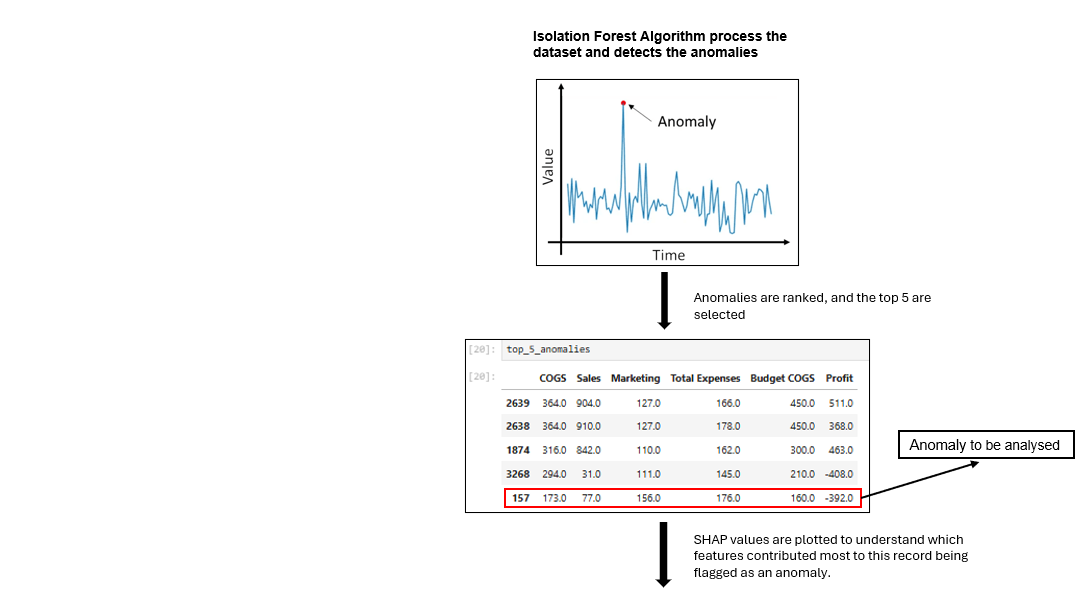 Isolation Forest Algorithm process the
dataset and detects the anomalies
Anomaly
Value
Time
Anomalies are ranked, and the top 5 are
selected
[20]: top_5_anomalies
[20]:
COGS Sales Marketing Total Expenses Budget COGS Profit
2639 364.0 904.0 127.0 166.0 450.0 511.0
2638 364.0 910.0 127.0 178.0 450.0 368.0
1874 316.0 842.0 110.0 162.0 300.0 463.0
3268 294.0 31.0 111.0 145.0 210.0 -408.0
157 173.0 77.0 156.0 176.0 160.0 -392.0
Anomaly to be analysed
SHAP values are plotted to understand which
features contributed most to this record being
flagged as an anomaly.